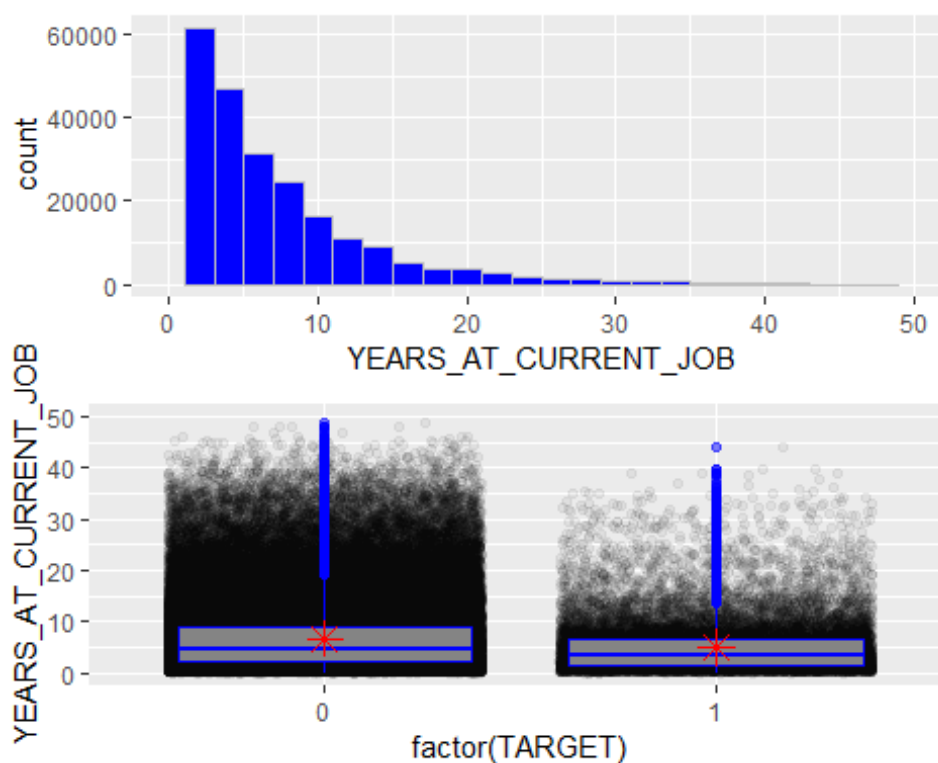 60000
40000
20000
0
count
0 10 20 30 40 50
YEARS_AT_CURRENT_JOB
YEARS_AT_CURRENT_JOB
50
40
30
20
10
0
0 1
factor(TARGET)